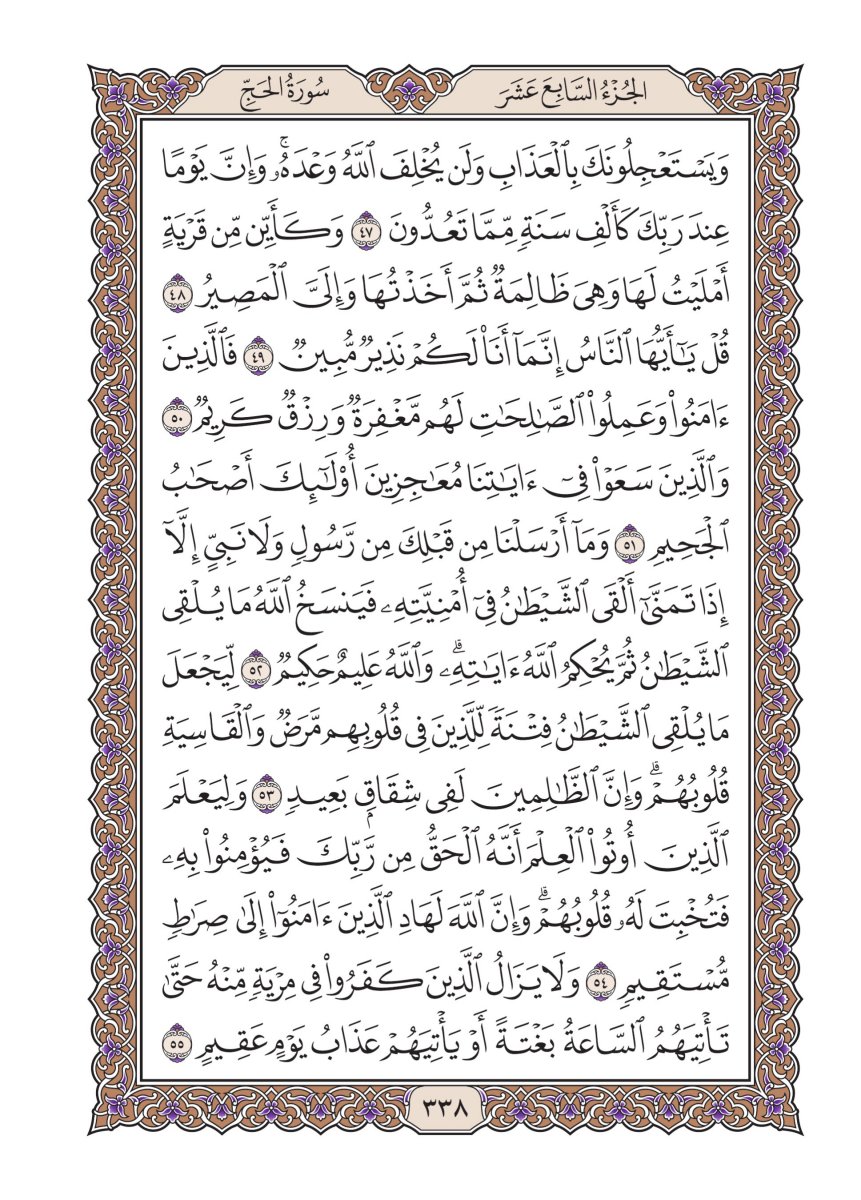 الجُزْءُ السَّابِعَ عَشَرَ
سُورَةُ الحَجِّ
وَيَسْتَعْجِلُونَكَ بِٱلْعَذَابِ وَلَن يُخْلِفَ ٱللَّهُ وَعْدَهُۥۚ وَإِنَّ يَوْمًا
عِندَ رَبِّكَ كَأَلْفِ سَنَةٍ مِّمَّا تَعُدُّونَ ٤٧ وَكَأَيِّن مِّن قَرْيَةٍ
أَمْلَيْتُ لَهَا وَهِىَ ظَالِمَةٌ ثُمَّ أَخَذْتُهَا وَإِلَىَّ ٱلْمَصِيرُ ٤٨
قُلْ يَٰٓأَيُّهَا ٱلنَّاسُ إِنَّمَآ أَنَا۠ لَكُمْ نَذِيرٌ مُّبِينٌ ٤٩ فَٱلَّذِينَ
ءَامَنُوا۟ وَعَمِلُوا۟ ٱلصَّٰلِحَٰتِ لَهُم مَّغْفِرَةٌ وَرِزْقٌ كَرِيمٌ ٥٠
وَٱلَّذِينَ سَعَوْا۟ فِىٓ ءَايَٰتِنَا مُعَٰجِزِينَ أُو۟لَٰٓئِكَ أَصْحَٰبُ
ٱلْجَحِيمِ ٥١ وَمَآ أَرْسَلْنَا مِن قَبْلِكَ مِن رَّسُولٍ وَلَا نَبِىٍّ إِلَّآ
إِذَا تَمَنَّىٰٓ أَلْقَى ٱلشَّيْطَٰنُ فِىٓ أُمْنِيَّتِهِۦ فَيَنسَخُ ٱللَّهُ مَا يُلْقِى
ٱلشَّيْطَٰنُ ثُمَّ يُحْكِمُ ٱللَّهُ ءَايَٰتِهِۦۗ وَٱللَّهُ عَلِيمٌ حَكِيمٌ ٥٢ لِّيَجْعَلَ
مَا يُلْقِى ٱلشَّيْطَٰنُ فِتْنَةً لِّلَّذِينَ فِى قُلُوبِهِم مَّرَضٌ وَٱلْقَاسِيَةِ
قُلُوبُهُمْۗ وَإِنَّ ٱلظَّٰلِمِينَ لَفِى شِقَاقٍۭ بَعِيدٍ ٥٣ وَلِيَعْلَمَ
ٱلَّذِينَ أُوتُوا۟ ٱلْعِلْمَ أَنَّهُ ٱلْحَقُّ مِن رَّبِّكَ فَيُؤْمِنُوا۟ بِهِۦ
فَتُخْبِتَ لَهُۥ قُلُوبُهُمْۗ وَإِنَّ ٱللَّهَ لَهَادِ ٱلَّذِينَ ءَامَنُوٓا۟ إِلَىٰ صِرَٰطٍ
مُّسْتَقِيمٍ ٥٤ وَلَا يَزَالُ ٱلَّذِينَ كَفَرُوا۟ فِى مِرْيَةٍ مِّنْهُ حَتَّىٰ
تَأْتِيَهُمُ ٱلسَّاعَةُ بَغْتَةً أَوْ يَأْتِيَهُمْ عَذَابُ يَوْمٍ عَقِيمٍ ٥٥
٣٣٨